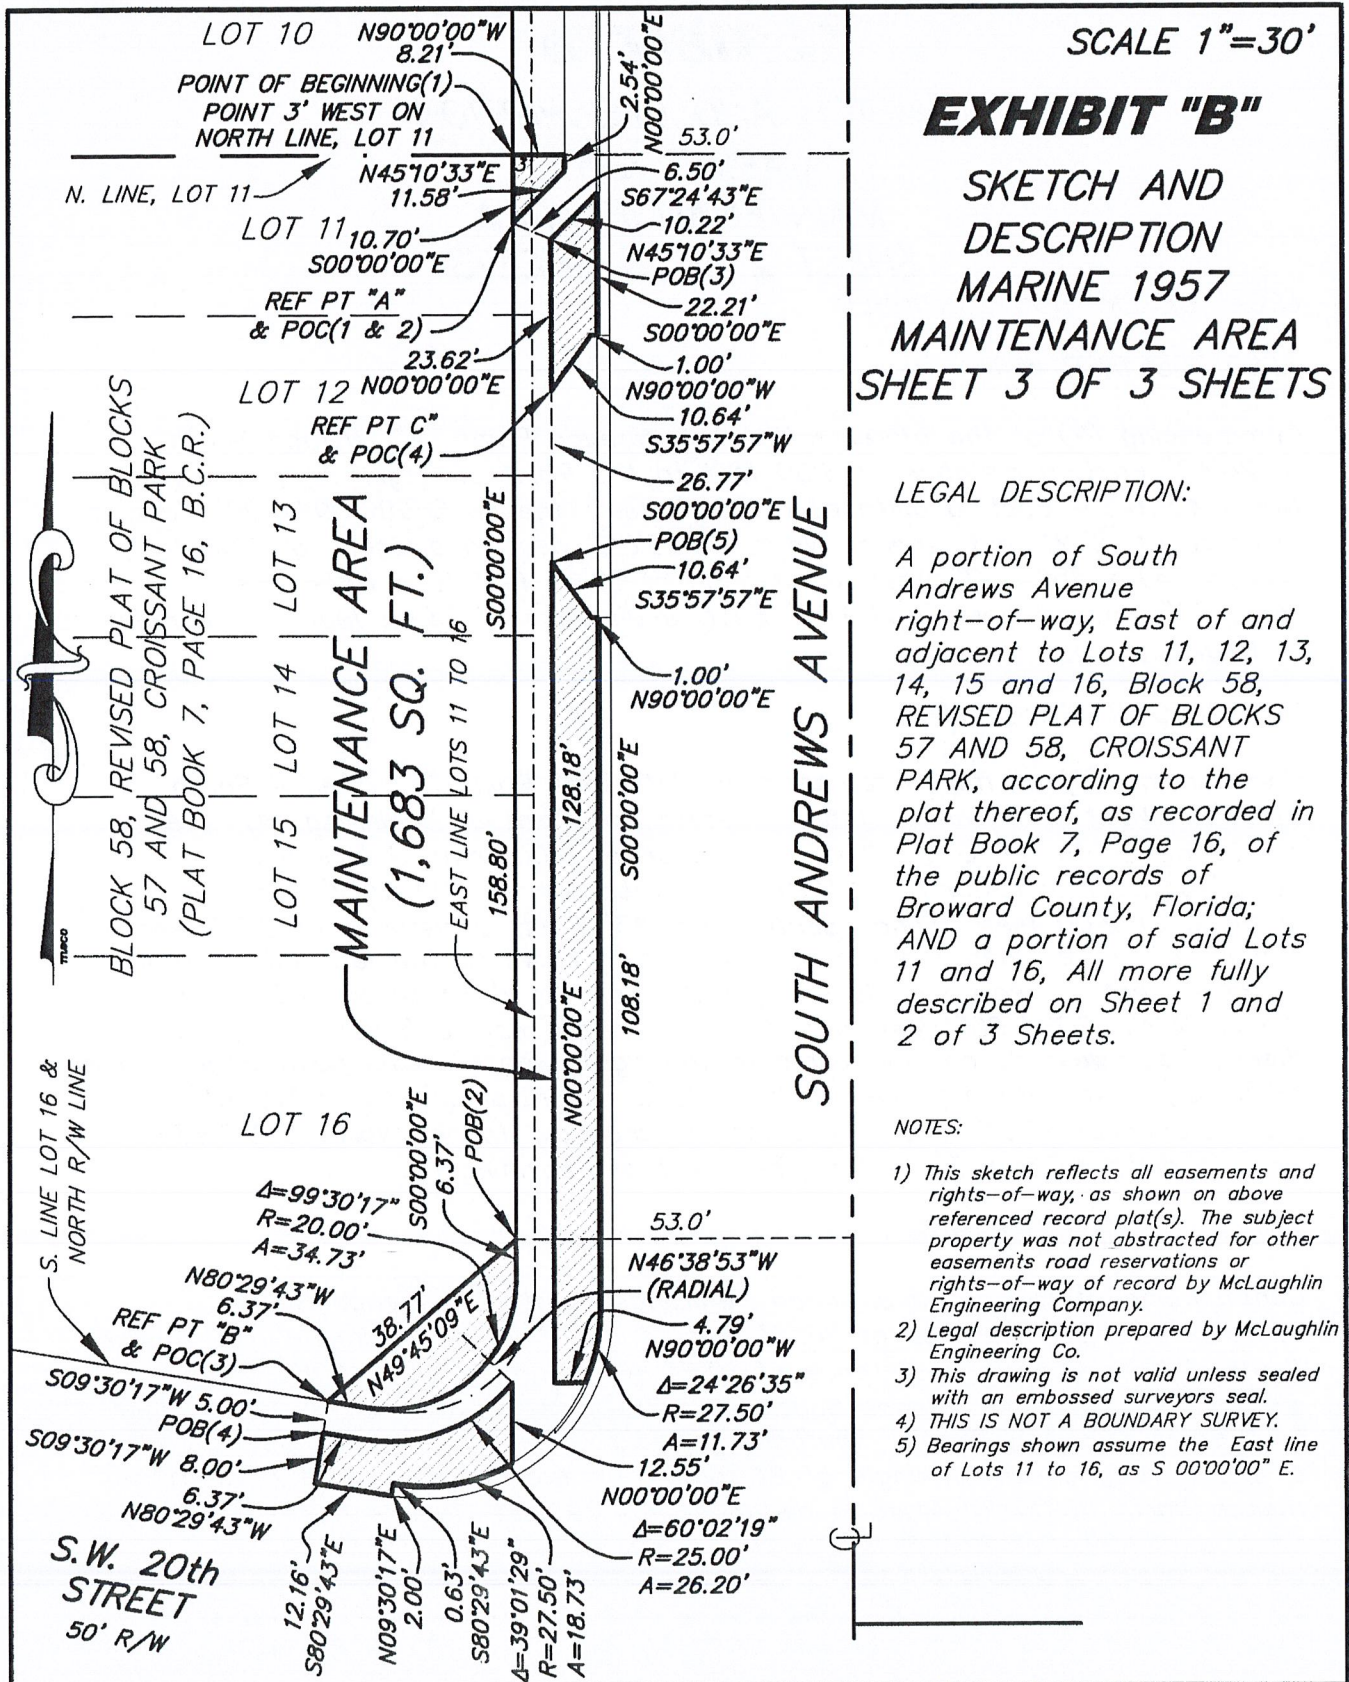 LOT 10
N90°00'00"W
8.21'
POINT OF BEGINNING(1)
POINT 3' WEST ON
NORTH LINE, LOT 11
2.54'
N00°00'00"E
53.0'
3'
N. LINE, LOT 11
N45°10'33"E
11.58'
6.50'
S67°24'43"E
LOT 11
10.70'
S00°00'00"E
10.22'
N45°10'33"E
POB(3)
REF PT "A"
& POC(1 & 2)
22.21'
S00°00'00"E
23.62'
N00°00'00"E
1.00'
N90°00'00"W
LOT 12
REF PT C"
& POC(4)
10.64'
S35°57'57"W
26.77'
S00°00'00"E
POB(5)
10.64'
S35°57'57"E
1.00'
N90°00'00"E
BLOCK 58, REVISED PLAT OF BLOCKS
57 AND 58, CROISSANT PARK
(PLAT BOOK 7, PAGE 16, B.C.R.)
LOT 13
LOT 14
LOT 15
MAINTENANCE AREA
(1,683 SQ. FT.)
EAST LINE LOTS 11 TO 16
S00°00'00"E
158.80'
128.18'
N00°00'00"E
S00°00'00"E
108.18'
SOUTH ANDREWS AVENUE
maco
S. LINE LOT 16 &
NORTH R/W LINE
LOT 16
S00°00'00"E
6.37'
POB(2)
Δ=99°30'17"
R=20.00'
A=34.73'
53.0'
N80°29'43"W
6.37'
N46°38'53"W
(RADIAL)
38.77'
N49°45'09"E
REF PT "B"
& POC(3)
4.79'
N90°00'00"W
S09°30'17"W 5.00'
POB(4)
Δ=24°26'35"
R=27.50'
A=11.73'
S09°30'17"W 8.00'
12.55'
N00°00'00"E
6.37'
N80°29'43"W
Δ=60°02'19"
R=25.00'
A=26.20'
S.W. 20th
STREET
50' R/W
12.16'
S80°29'43"E
N09°30'17"E
2.00'
0.63'
S80°29'43"E
Δ=39°01'29"
R=27.50'
A=18.73'
CL
SCALE 1"=30'
EXHIBIT "B"
SKETCH AND
DESCRIPTION
MARINE 1957
MAINTENANCE AREA
SHEET 3 OF 3 SHEETS
LEGAL DESCRIPTION:
A portion of South
Andrews Avenue
right-of-way, East of and
adjacent to Lots 11, 12, 13,
14, 15 and 16, Block 58,
REVISED PLAT OF BLOCKS
57 AND 58, CROISSANT
PARK, according to the
plat thereof, as recorded in
Plat Book 7, Page 16, of
the public records of
Broward County, Florida;
AND a portion of said Lots
11 and 16, All more fully
described on Sheet 1 and
2 of 3 Sheets.
NOTES:
1) This sketch reflects all easements and
rights-of-way, as shown on above
referenced record plat(s). The subject
property was not abstracted for other
easements road reservations or
rights-of-way of record by McLaughlin
Engineering Company.
2) Legal description prepared by McLaughlin
Engineering Co.
3) This drawing is not valid unless sealed
with an embossed surveyors seal.
4) THIS IS NOT A BOUNDARY SURVEY.
5) Bearings shown assume the East line
of Lots 11 to 16, as S 00°00'00" E.